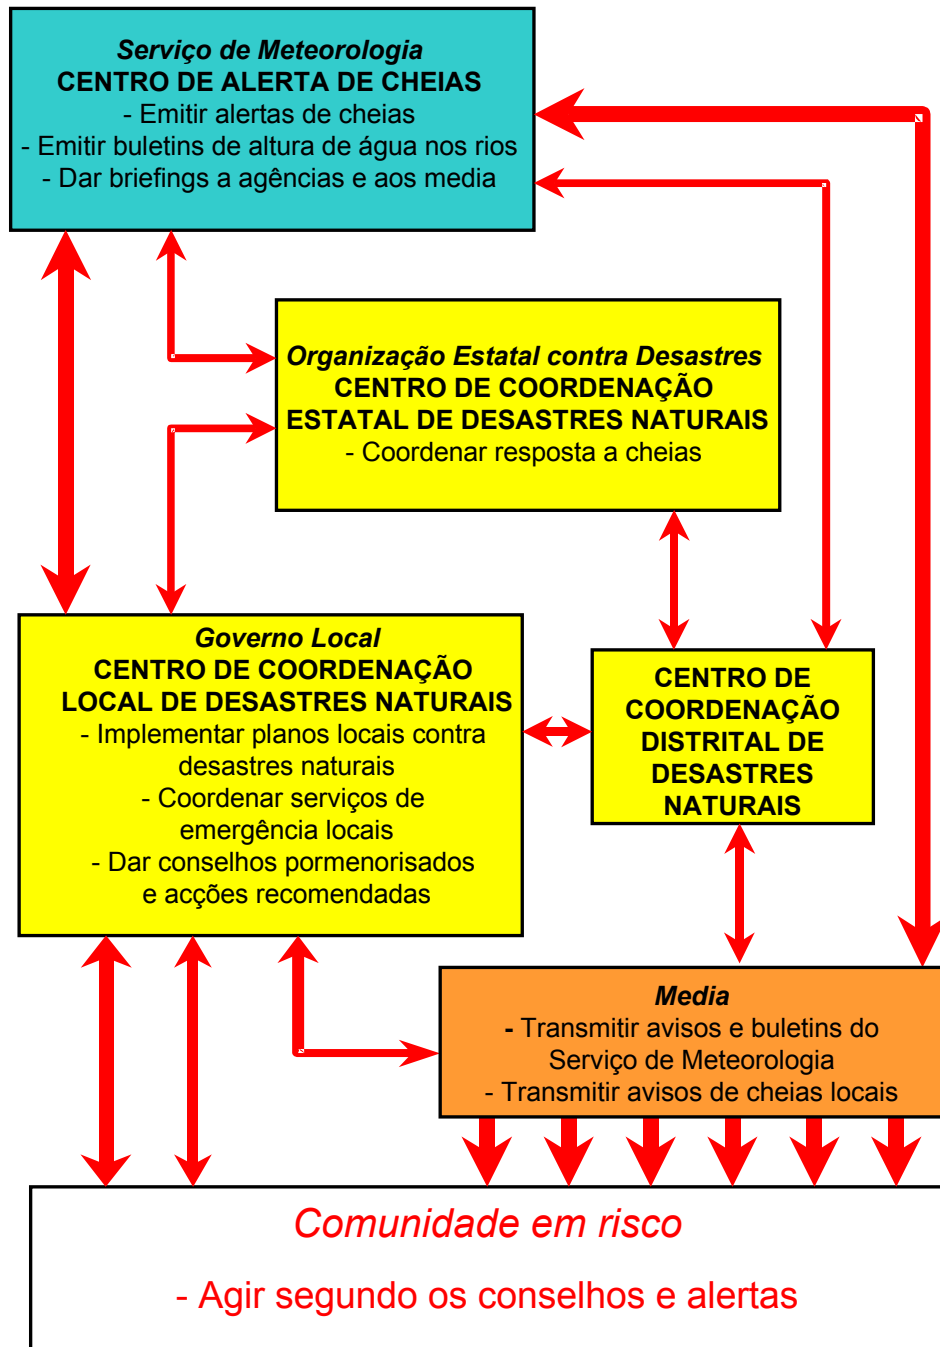 Serviço de Meteorologia
CENTRO DE ALERTA DE CHEIAS
- Emitir alertas de cheias
- Emitir buletins de altura de água nos rios
- Dar briefings a agências e aos media
Organização Estatal contra Desastres
CENTRO DE COORDENAÇÃO
ESTATAL DE DESASTRES NATURAIS
- Coordenar resposta a cheias
Governo Local
CENTRO DE COORDENAÇÃO
LOCAL DE DESASTRES NATURAIS
- Implementar planos locais contra
desastres naturais
- Coordenar serviços de
emergência locais
- Dar conselhos pormenorisados
e acções recomendadas
CENTRO DE
COORDENAÇÃO
DISTRITAL DE
DESASTRES
NATURAIS
Media
- Transmitir avisos e buletins do
Serviço de Meteorologia
- Transmitir avisos de cheias locais
Comunidade em risco
- Agir segundo os conselhos e alertas